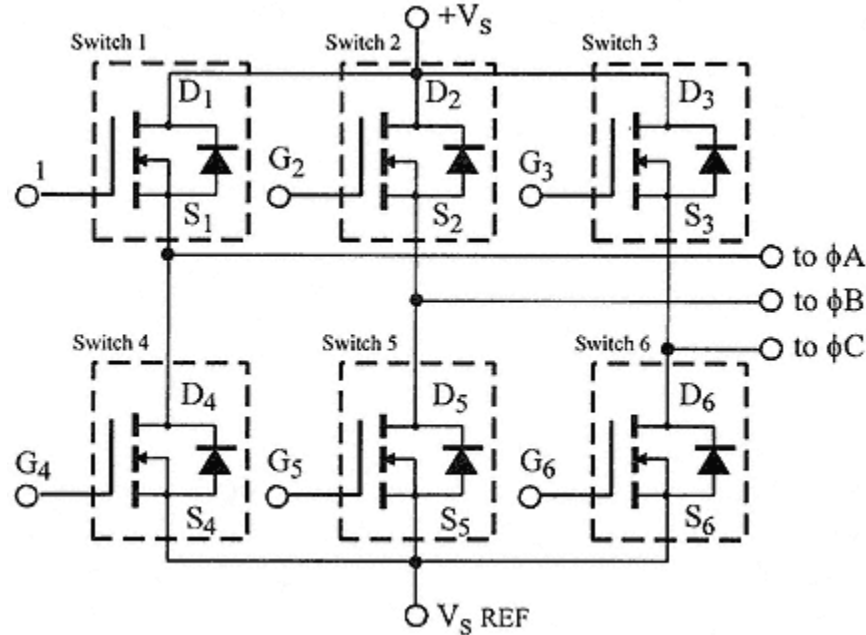 +VS
Switch 1
Switch 2
Switch 3
D1
D2
D3
1
G2
G3
S1
S2
S3
to ϕA
to ϕB
to ϕC
Switch 4
Switch 5
Switch 6
D4
D5
D6
G4
G5
G6
S4
S5
S6
VS REF